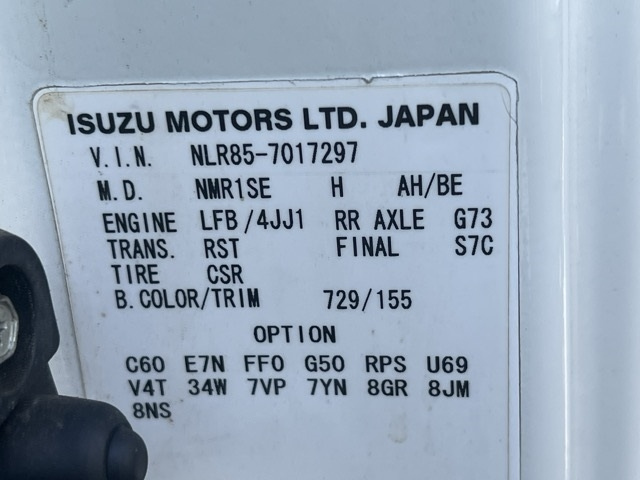 ISUZU MOTORS LTD. JAPAN
V.I.N. NLR85-7017297
M.D. NMR1SE H AH/BE
ENGINE LFB/4JJ1 RR AXLE G73
TRANS. RST FINAL S7C
TIRE CSR
B.COLOR/TRIM 729/155
OPTION
C60 E7N FF0 G50 RPS U69
V4T 34W 7VP 7YN 8GR 8JM
8NS